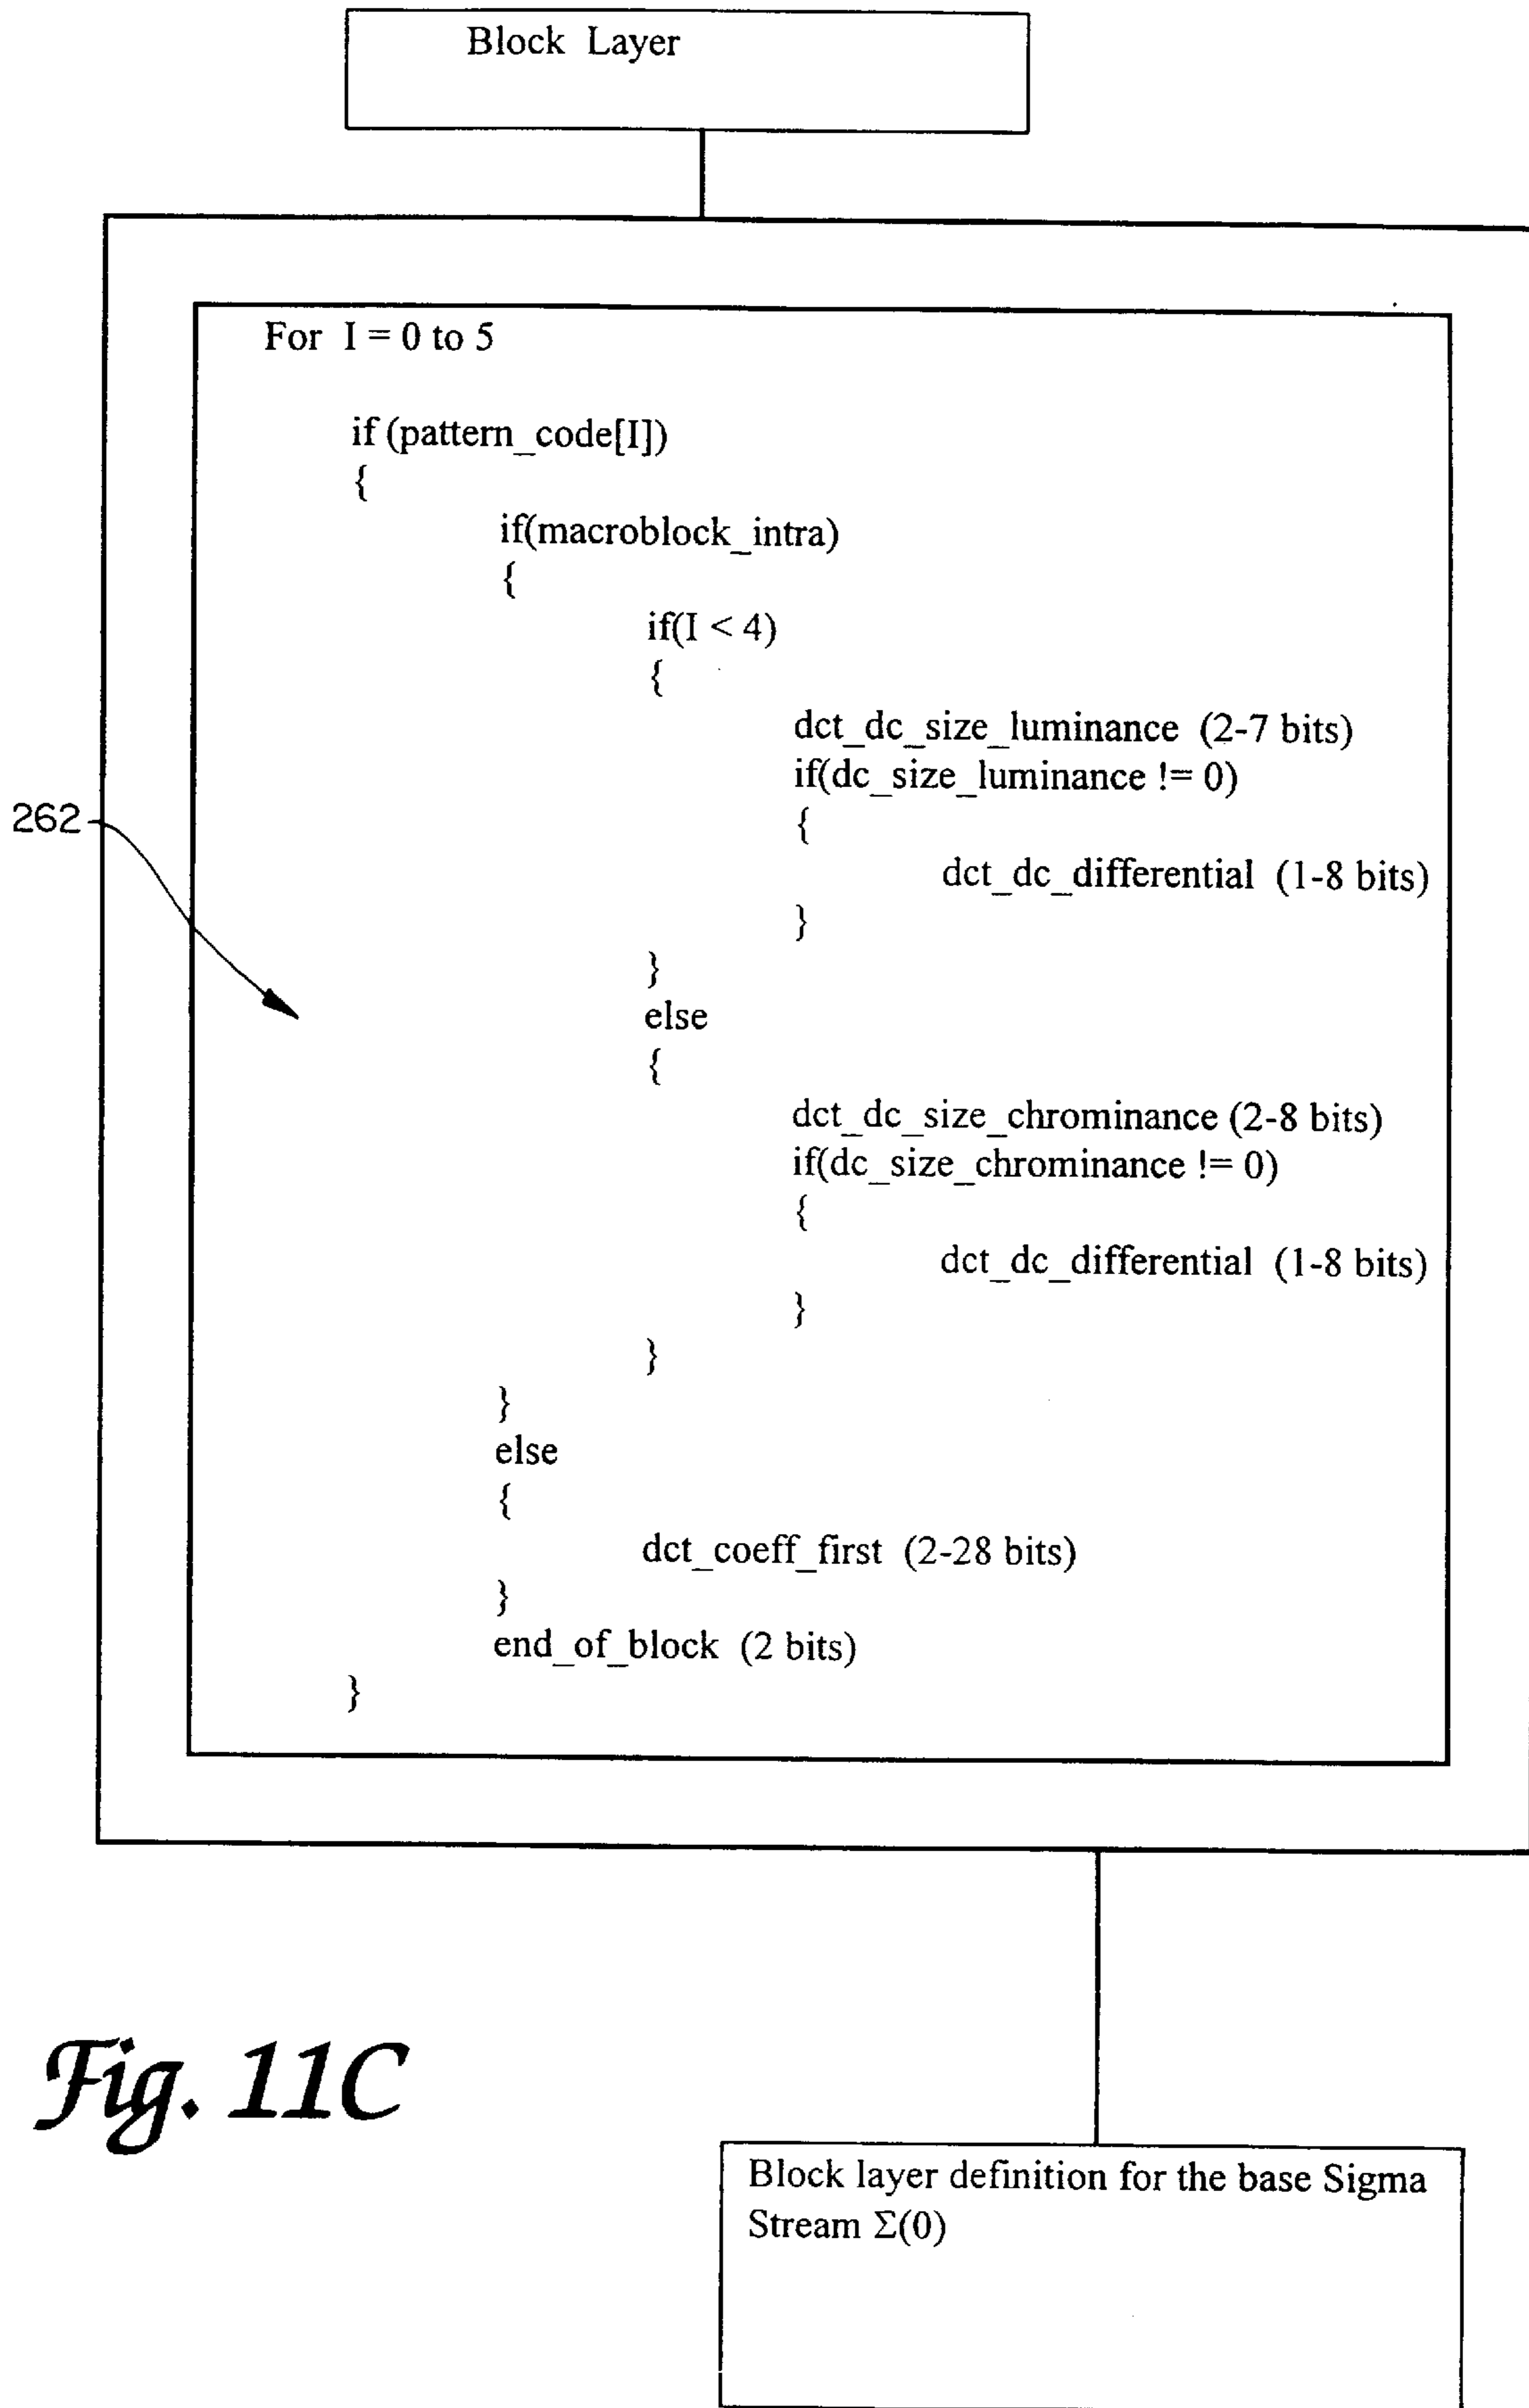 Block Layer
For I = 0 to 5
if (pattern_code[I])
{
if(macroblock_intra)
{
if(I < 4)
{
dct_dc_size_luminance (2-7 bits)
if(dc_size_luminance != 0)
{
dct_dc_differential (1-8 bits)
}
}
else
{
dct_dc_size_chrominance (2-8 bits)
if(dc_size_chrominance != 0)
{
dct_dc_differential (1-8 bits)
}
}
}
else
{
dct_coeff_first (2-28 bits)
}
end_of_block (2 bits)
}
262
Fig. 11C
Block layer definition for the base Sigma
Stream Σ(0)